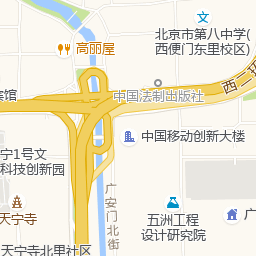 北京市第八中学(
西便门东里校区)
高丽屋
西二环
宾馆
中国法制出版社
中国移动创新大楼
宁1号文
科技创新园
广安门北街
天宁寺
五洲工程
设计研究院
广
天宁寺北里社区